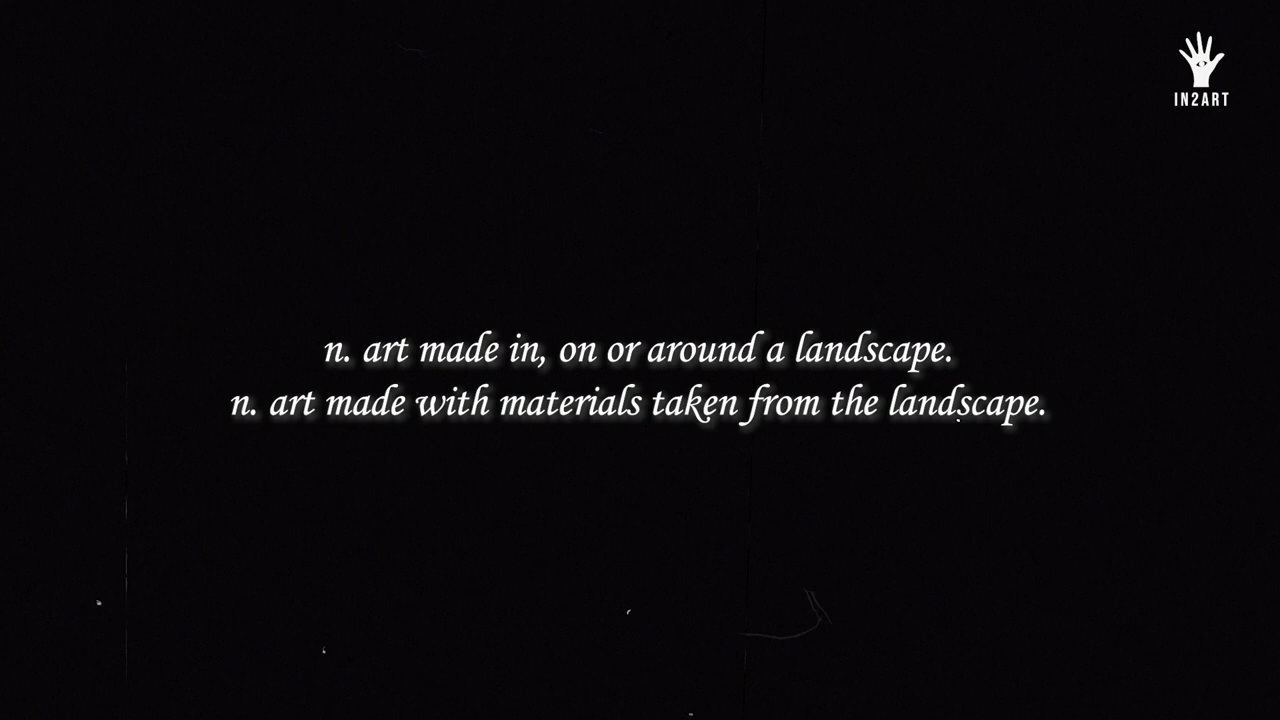 IN2ART
n. art made in, on or around a landscape.
n. art made with materials taken from the landscape.